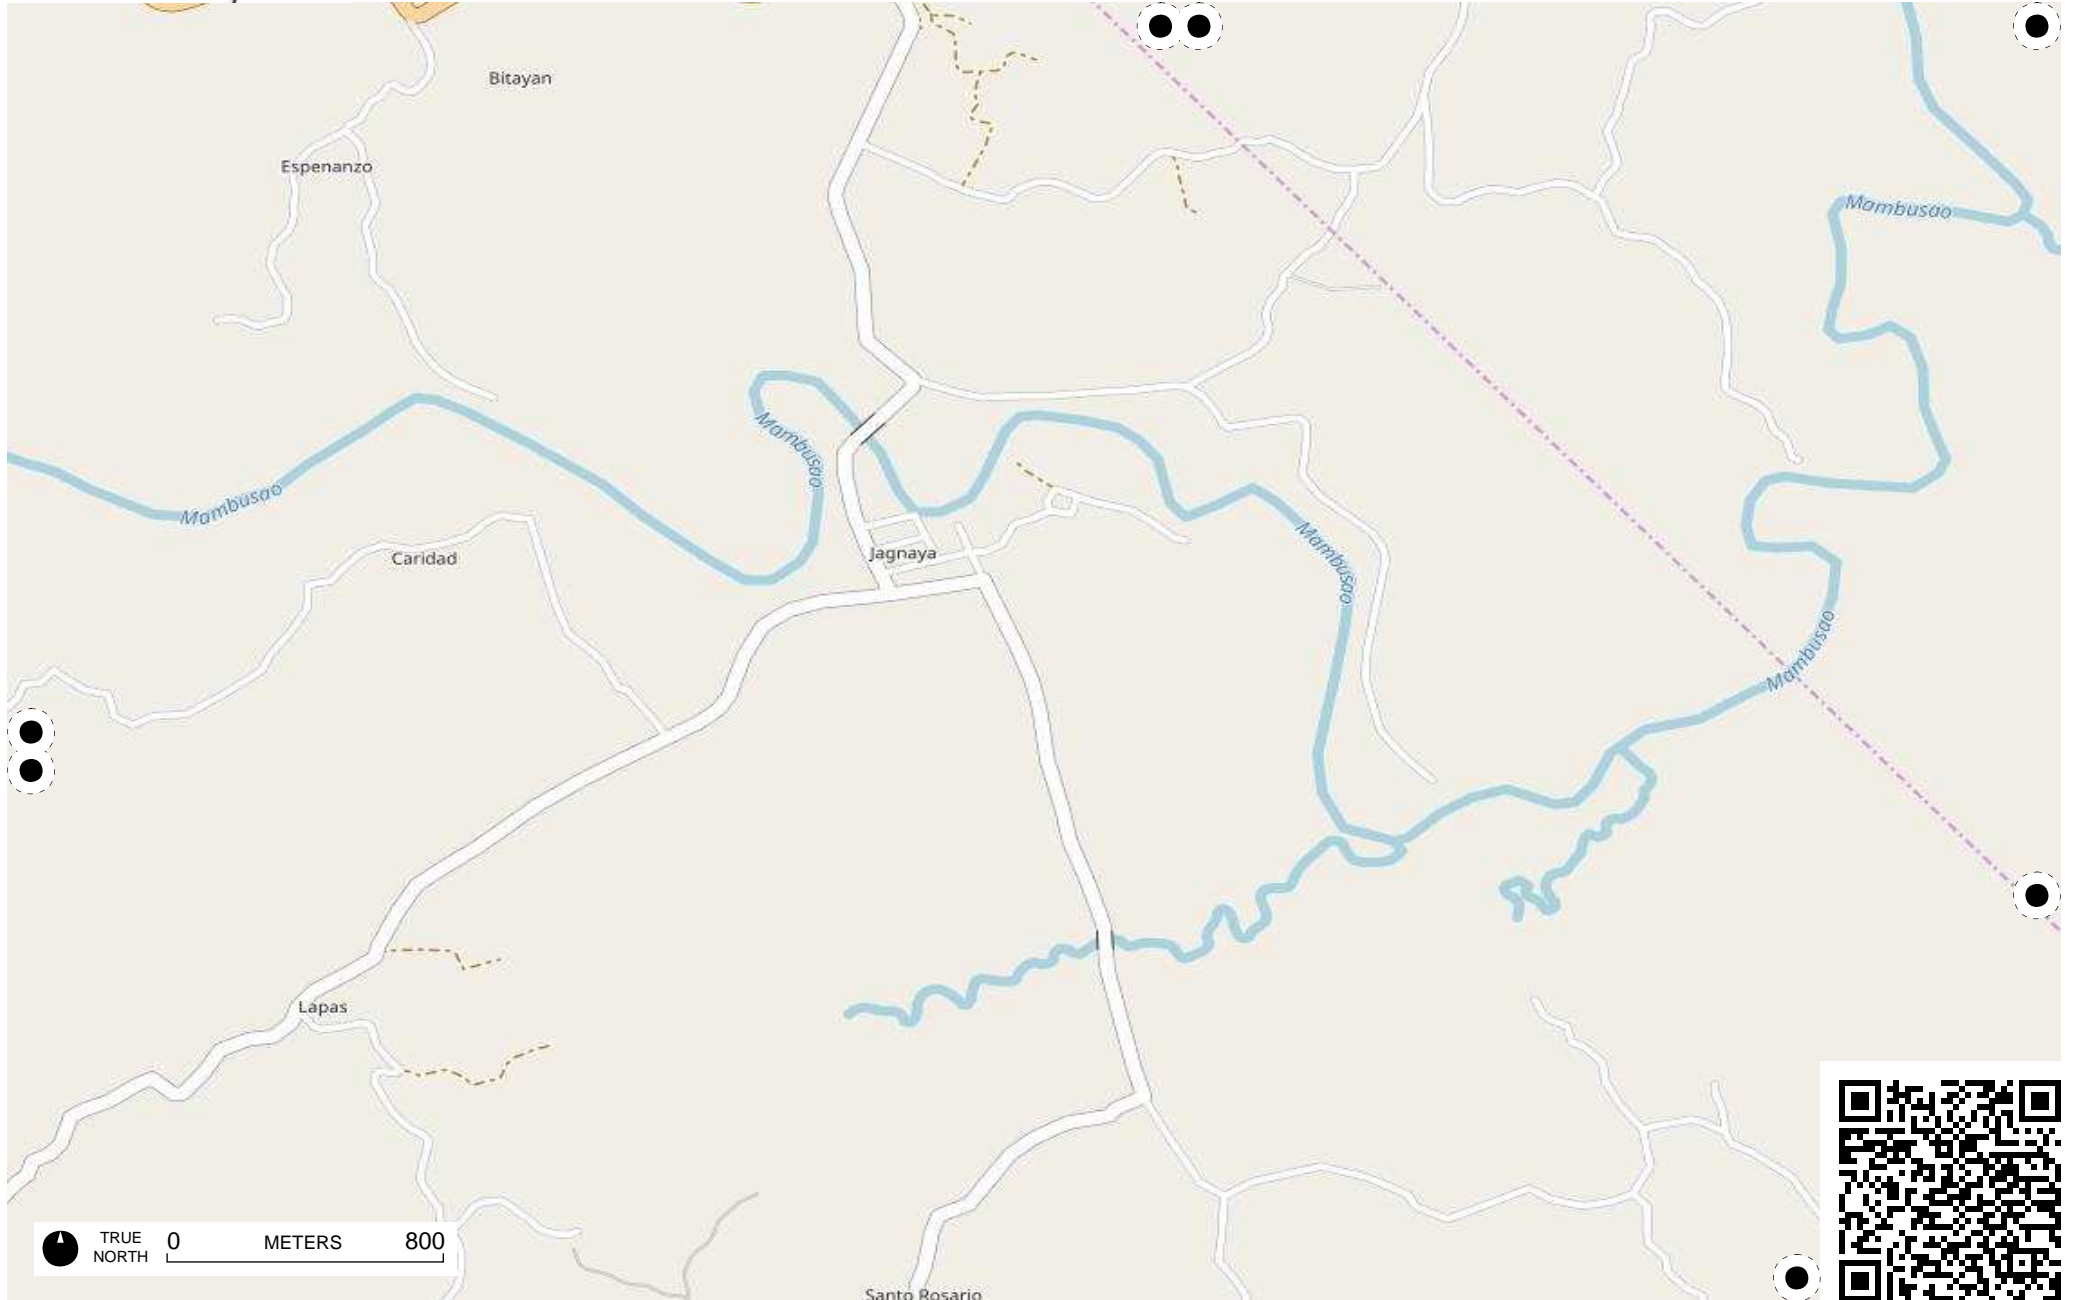 Bitayan
Espenanzo
Mambusao
Mambusao
Mambusao
Mambusao
Jagnaya
Caridad
Mambusao
Lapas
TRUE NORTH
0 METERS 800
Santo Rosario